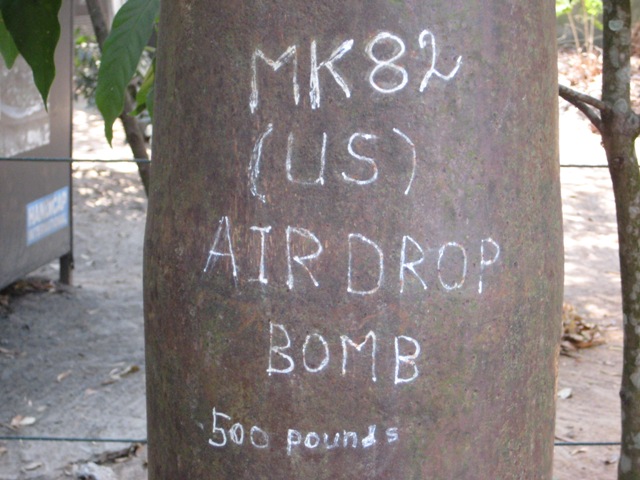 MK82
(US)
AIRDROP
BOMB
500 pounds